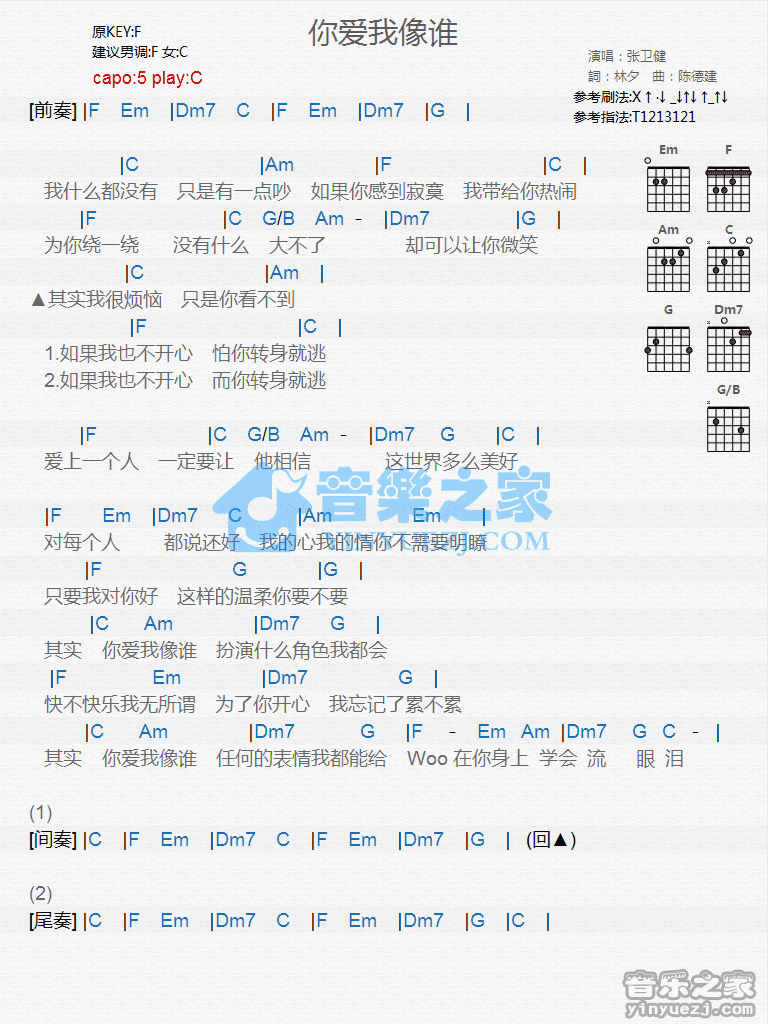 你爱我像谁
原KEY:F
建议男调:F 女:C
capo:5 play:C
演唱：张卫健
詞：林夕 曲：陈德建
参考刷法:X↑·↓_↓↑↓↑_↑↓
参考指法:T1213121
[前奏] |F Em |Dm7 C |F Em |Dm7 |G |
|C |Am |F |C |
我什么都没有 只是有一点吵 如果你感到寂寞 我带给你热闹
|F |C G/B Am - |Dm7 |G |
为你绕一绕 没有什么 大不了 却可以让你微笑
|C |Am |
▲其实我很烦恼 只是你看不到
|F |C |
1.如果我也不开心 怕你转身就逃
2.如果我也不开心 而你转身就逃
|F |C G/B Am - |Dm7 G |C |
爱上一个人 一定要让 他相信 这世界多么美好
|F Em |Dm7 C |Am Em |
对每个人 都说还好 我的心我的情你不需要明瞭
|F G |G |
只要我对你好 这样的温柔你要不要
|C Am |Dm7 G |
其实 你爱我像谁 扮演什么角色我都会
|F Em |Dm7 G |
快不快乐我无所谓 为了你开心 我忘记了累不累
|C Am |Dm7 G |F - Em Am |Dm7 G C - |
其实 你爱我像谁 任何的表情我都能给 Woo 在你身上 学会 流 眼 泪
(1)
[间奏] |C |F Em |Dm7 C |F Em |Dm7 |G | (回▲)
(2)
[尾奏] |C |F Em |Dm7 C |F Em |Dm7 |G |C |
Em F
Am C
G Dm7
G/B
音樂之家
YINYUEZJ.COM
音乐之家
yinyuezj.com